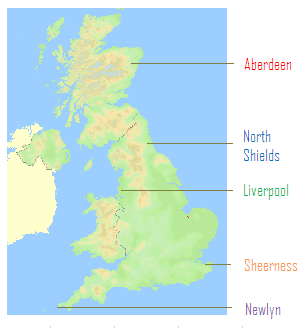 Aberdeen
North
Shields
Liverpool
Sheerness
Newlyn